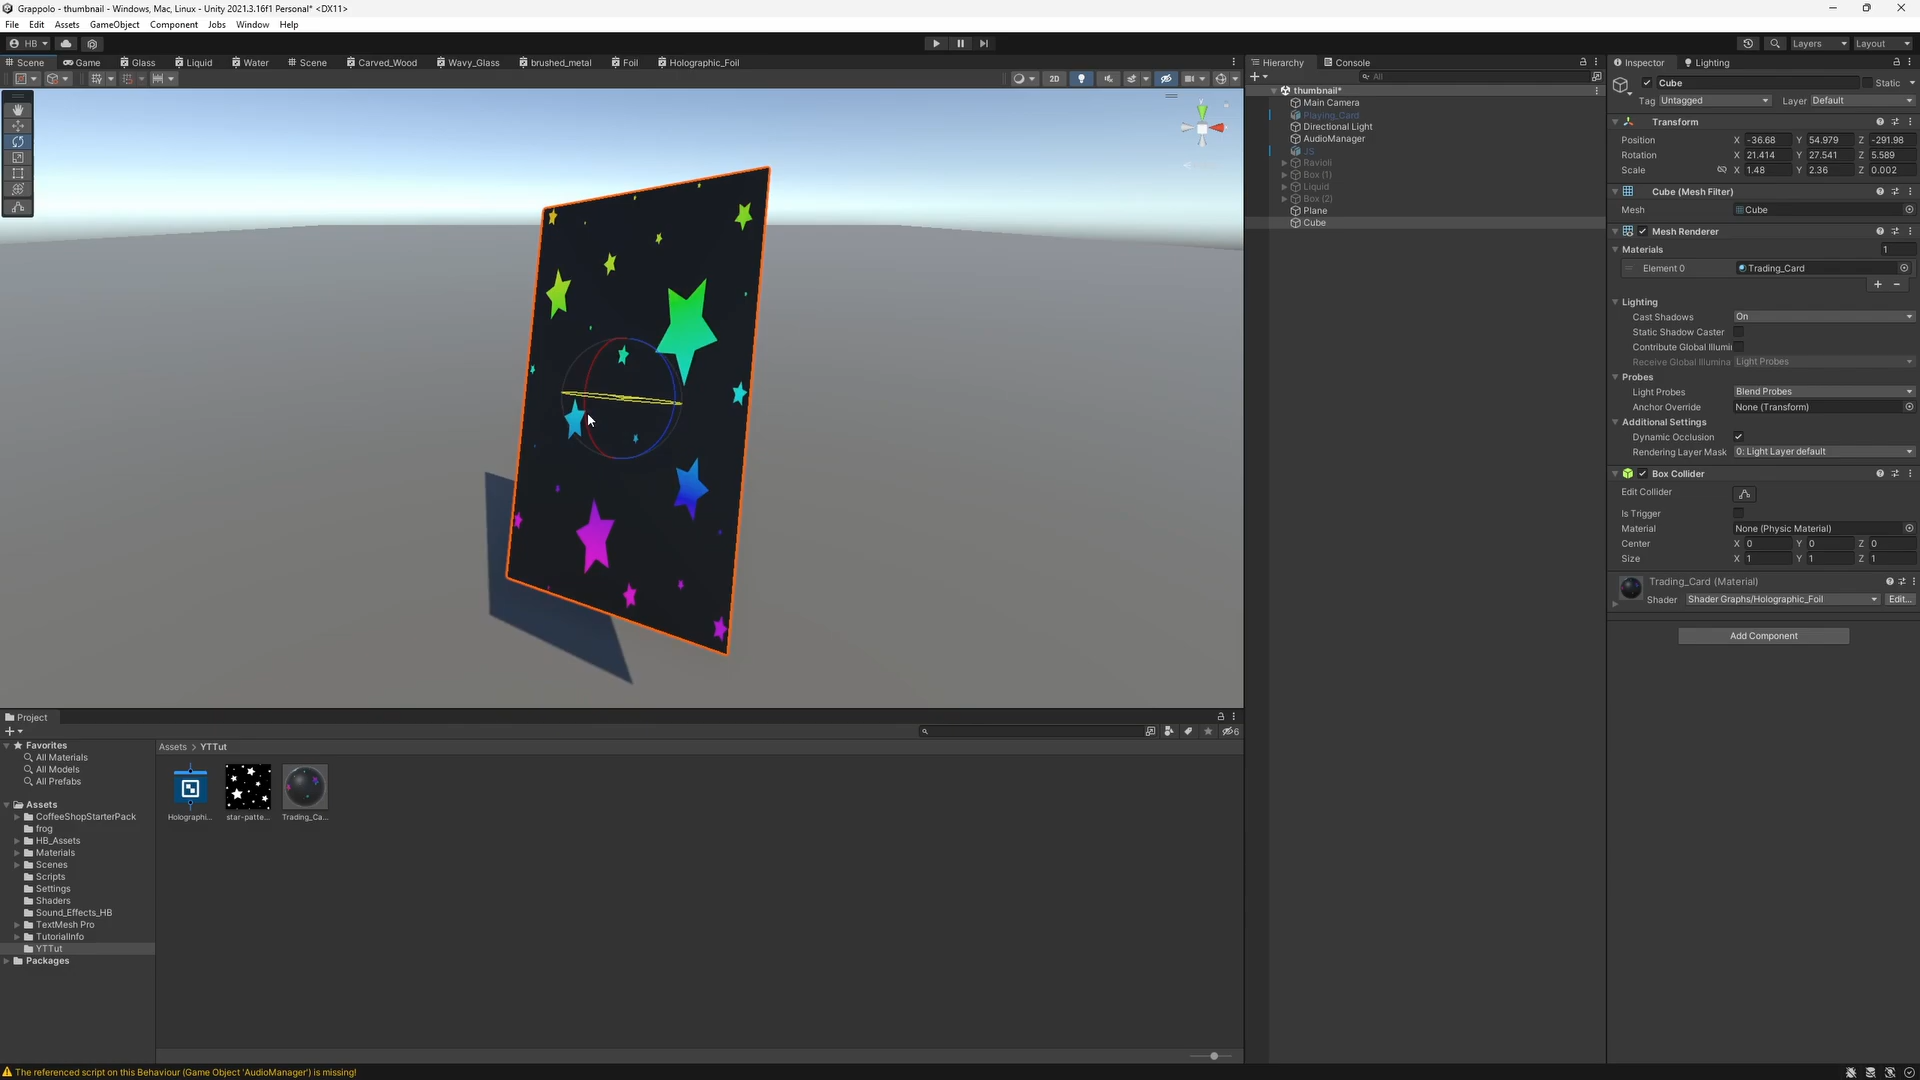 Grappolo - thumbnail - Windows, Mac, Linux - Unity 2021.3.16f1 Personal* <DX11>
File Edit Assets GameObject Component Jobs Window Help
HB Layers Layout
Scene Game Glass Liquid Water Scene Carved_Wood Wavy_Glass brushed_metal Foil Holographic_Foil
2D
Hierarchy Console
All
thumbnail*
Main Camera
Playing_Card
Directional Light
AudioManager
JS
Ravioli
Box (1)
Liquid
Box (2)
Plane
Cube
Inspector Lighting
Cube Static
Tag Untagged Layer Default
Transform
Position X -36.68 Y 54.979 Z -291.98
Rotation X 21.414 Y 27.541 Z 5.589
Scale X 1.48 Y 2.36 Z 0.002
Cube (Mesh Filter)
Mesh Cube
Mesh Renderer
Materials 1
Element 0 Trading_Card
Lighting
Cast Shadows On
Static Shadow Caster
Contribute Global Illumi
Receive Global Illumina Light Probes
Probes
Light Probes Blend Probes
Anchor Override None (Transform)
Additional Settings
Dynamic Occlusion
Rendering Layer Mask 0: Light Layer default
Box Collider
Edit Collider
Is Trigger
Material None (Physic Material)
Center X 0 Y 0 Z 0
Size X 1 Y 1 Z 1
Trading_Card (Material)
Shader Shader Graphs/Holographic_Foil Edit...
Add Component
Project
6
Favorites
All Materials
All Models
All Prefabs
Assets
CoffeeShopStarterPack
frog
HB_Assets
Materials
Scenes
Scripts
Settings
Shaders
Sound_Effects_HB
TextMesh Pro
TutorialInfo
YTTut
Packages
Assets > YTTut
Holographi... star-patte... Trading_Ca...
The referenced script on this Behaviour (Game Object 'AudioManager') is missing!